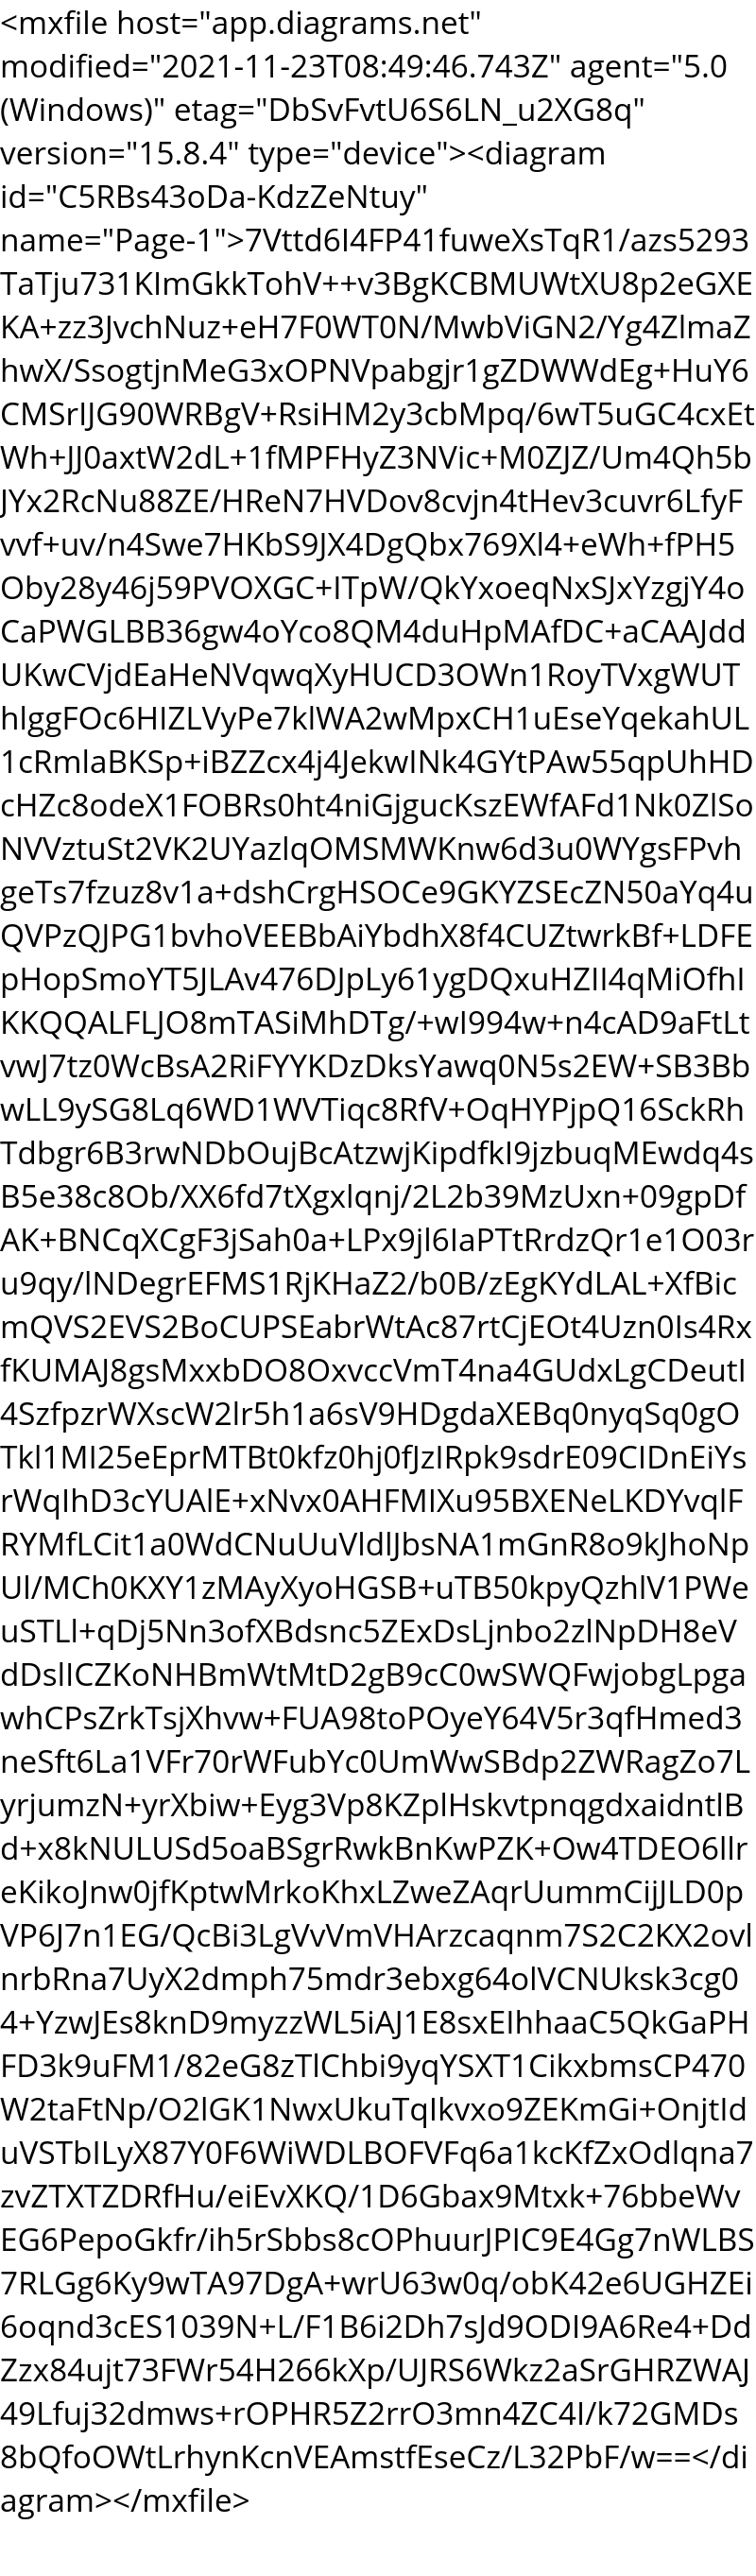 <mxfile host="app.diagrams.net"
modified="2021-11-23T08:49:46.743Z" agent="5.0
(Windows)" etag="DbSvFvtU6S6LN_u2XG8q"
version="15.8.4" type="device"><diagram
id="C5RBs43oDa-KdzZeNtuy"
name="Page-1">7Vttd6I4FP41fuweXsTqR1/azs5293
TaTju731KImGkkTohV++v3BgKCBMUWtXU8p2eGXE
KA+zz3JvchNuz+eH7F0WT0N/MwbViGN2/Yg4ZlmaZ
hwX/SsogtjnMeG3xOPNVpabgjr1gZDWWdEg+HuY6
CMSrIJG90WRBgV+RsiHM2y3cbMpq/6wT5uGC4cxEt
Wh+JJ0axtW2dL+1fMPFHyZ3NVic+M0ZJZ/Um4Qh5b
JYx2RcNu88ZE/HReN7HVDov8cvjn4tHev3cuvr6LfyF
vvf+uv/n4Swe7HKbS9JX4DgQbx769Xl4+eWh+fPH5
Oby28y46j59PVOXGC+ITpW/QkYxoeqNxSJxYzgjY4o
CaPWGLBB36gw4oYco8QM4duHpMAfDC+aCAAJdd
UKwCVjdEaHeNVqwqXyHUCD3OWn1RoyTVxgWUT
hlggFOc6HIZLVyPe7klWA2wMpxCH1uEseYqekahUL
1cRmlaBKSp+iBZZcx4j4JekwINk4GYtPAw55qpUhHD
cHZc8odeX1FOBRs0ht4niGjgucKszEWfAFd1Nk0ZlSo
NVVztuSt2VK2UYazlqOMSMWKnw6d3u0WYgsFPvh
geTs7fzuz8v1a+dshCrgHSOCe9GKYZSEcZN50aYq4u
QVPzQJPG1bvhoVEEBbAiYbdhX8f4CUZtwrkBf+LDFE
pHopSmoYT5JLAv476DJpLy61ygDQxuHZII4qMiOfhI
KKQQALFLJO8mTASiMhDTg/+wI994w+n4cAD9aFtLt
vwJ7tz0WcBsA2RiFYYKDzDksYawq0N5s2EW+SB3Bb
wLL9ySG8Lq6WD1WVTiqc8RfV+OqHYPjpQ16SckRh
Tdbgr6B3rwNDbOujBcAtzwjKipdfkI9jzbuqMEwdq4s
B5e38c8Ob/XX6fd7tXgxlqnj/2L2b39MzUxn+09gpDf
AK+BNCqXCgF3jSah0a+LPx9jl6IaPTtRrdzQr1e1O03r
u9qy/lNDegrEFMS1RjKHaZ2/b0B/zEgKYdLAL+XfBic
mQVS2EVS2BoCUPSEabrWtAc87rtCjEOt4Uzn0Is4Rx
fKUMAJ8gsMxxbDO8OxvccVmT4na4GUdxLgCDeutI
4SzfpzrWXscW2lr5h1a6sV9HDgdaXEBq0nyqSq0gO
Tkl1MI25eEprMTBt0kfz0hj0fJzIRpk9sdrE09CIDnEiYs
rWqIhD3cYUAlE+xNvx0AHFMIXu95BXENeLKDYvqlF
RYMfLCit1a0WdCNuUuVldlJbsNA1mGnR8o9kJhoNp
Ul/MCh0KXY1zMAyXyoHGSB+uTB50kpyQzhlV1PWe
uSTLl+qDj5Nn3ofXBdsnc5ZExDsLjnbo2zlNpDH8eV
dDslICZKoNHBmWtMtD2gB9cC0wSWQFwjobgLpga
whCPsZrkTsjXhvw+FUA98toPOyeY64V5r3qfHmed3
neSft6La1VFr70rWFubYc0UmWwSBdp2ZWRagZo7L
yrjumzN+yrXbiw+Eyg3Vp8KZplHskvtpnqgdxaidntlB
d+x8kNULUSd5oaBSgrRwkBnKwPZK+Ow4TDEO6llr
eKikoJnw0jfKptwMrkoKhxLZweZAqrUummCijJLD0p
VP6J7n1EG/QcBi3LgVvVmVHArzcaqnm7S2C2KX2ovl
nrbRna7UyX2dmph75mdr3ebxg64olVCNUksk3cg0
4+YzwJEs8knD9myzzWL5iAJ1E8sxEIhhaaC5QkGaPH
FD3k9uFM1/82eG8zTlChbi9yqYSXT1CikxbmsCP470
W2taFtNp/O2lGK1NwxUkuTqIkvxo9ZEKmGi+OnjtId
uVSTbILyX87Y0F6WiWDLBOFVFq6a1kcKfZxOdlqna7
zvZTXTZDRfHu/eiEvXKQ/1D6Gbax9Mtxk+76bbeWv
EG6PepoGkfr/ih5rSbbs8cOPhuurJPIC9E4Gg7nWLBS
7RLGg6Ky9wTA97DgA+wrU63w0q/obK42e6UGHZEi
6oqnd3cES1039N+L/F1B6i2Dh7sJd9ODI9A6Re4+Dd
Zzx84ujt73FWr54H266kXp/UJRS6Wkz2aSrGHRZWAJ
49Lfuj32dmws+rOPHR5Z2rrO3mn4ZC4I/k72GMDs
8bQfoOWtLrhynKcnVEAmstfEseCz/L32PbF/w==</di
agram></mxfile>